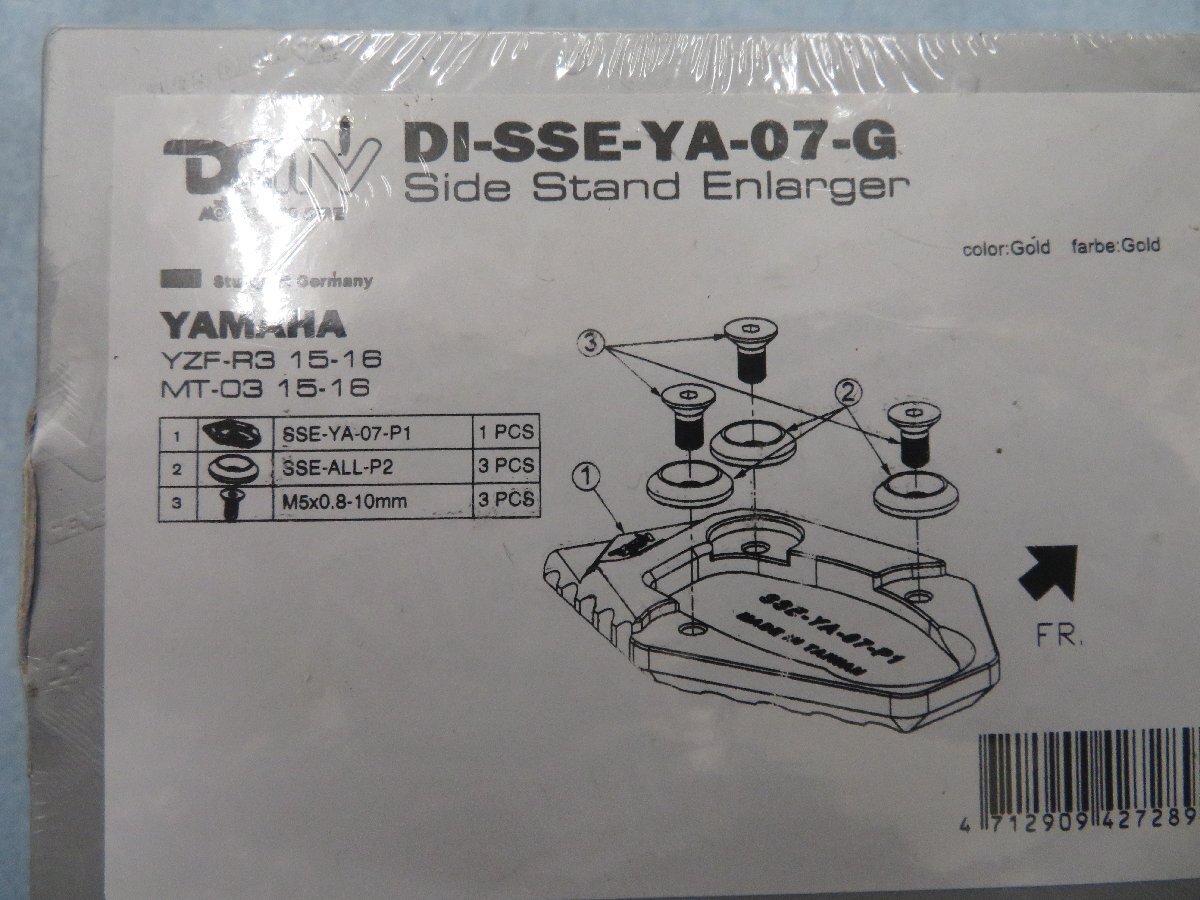 DI-SSE-YA-07-G
Side Stand Enlarger
color:Gold farbe:Gold
Germany
YAMAHA
YZF-R3 15-16
MT-03 15-16
1 SSE-YA-07-P1 1 PCS
2 SSE-ALL-P2 3 PCS
3 M5x0.8-10mm 3 PCS
3
2
1
SSE-YA-07-P1
MADE IN TAIWAN
FR.
4 712909 427289